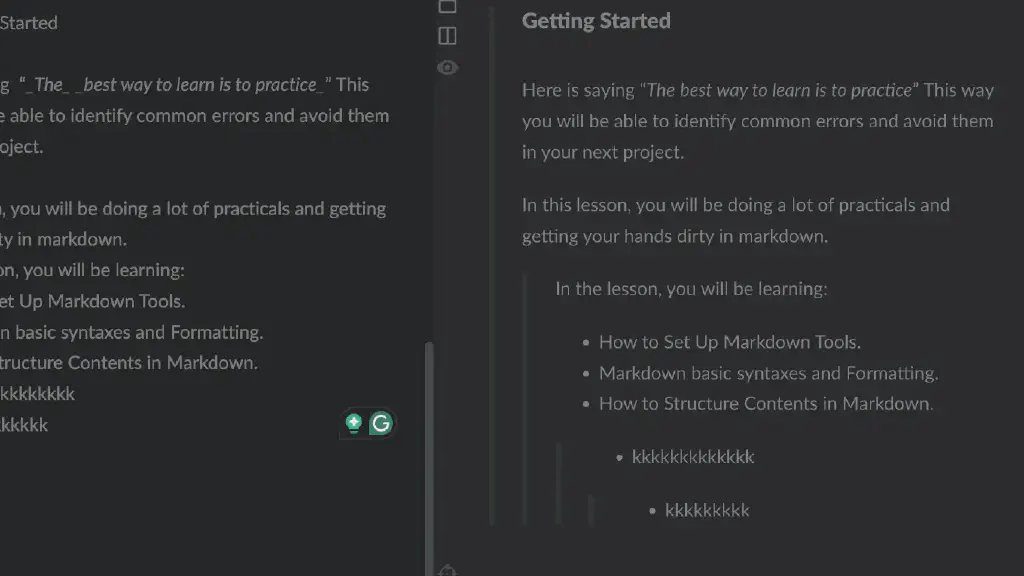 Started
g “_The_ _best way to learn is to practice_” This
e able to identify common errors and avoid them
oject.
, you will be doing a lot of practicals and getting
ty in markdown.
on, you will be learning:
et Up Markdown Tools.
n basic syntaxes and Formatting.
tructure Contents in Markdown.
kkkkkkkk
kkkkk
Getting Started
Here is saying “The best way to learn is to practice” This way
you will be able to identify common errors and avoid them
in your next project.
In this lesson, you will be doing a lot of practicals and
getting your hands dirty in markdown.
In the lesson, you will be learning:
• How to Set Up Markdown Tools.
• Markdown basic syntaxes and Formatting.
• How to Structure Contents in Markdown.
• kkkkkkkkkkkkk
• kkkkkkkkk